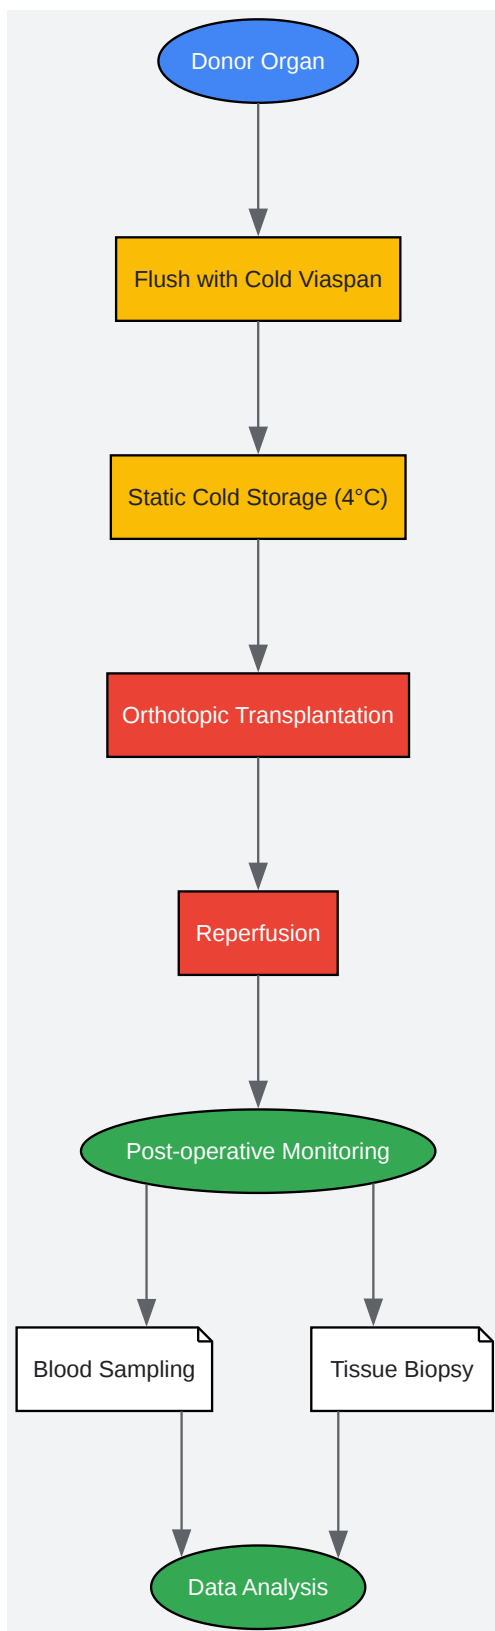 Donor Organ
Flush with Cold Viaspan
Static Cold Storage (4°C)
Orthotopic Transplantation
Reperfusion
Post-operative Monitoring
Blood Sampling
Tissue Biopsy
Data Analysis